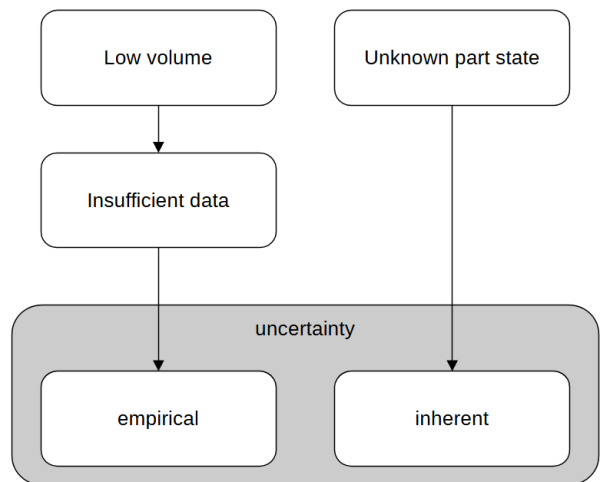 Low volume
Unknown part state
Insufficient data
uncertainty
empirical
inherent